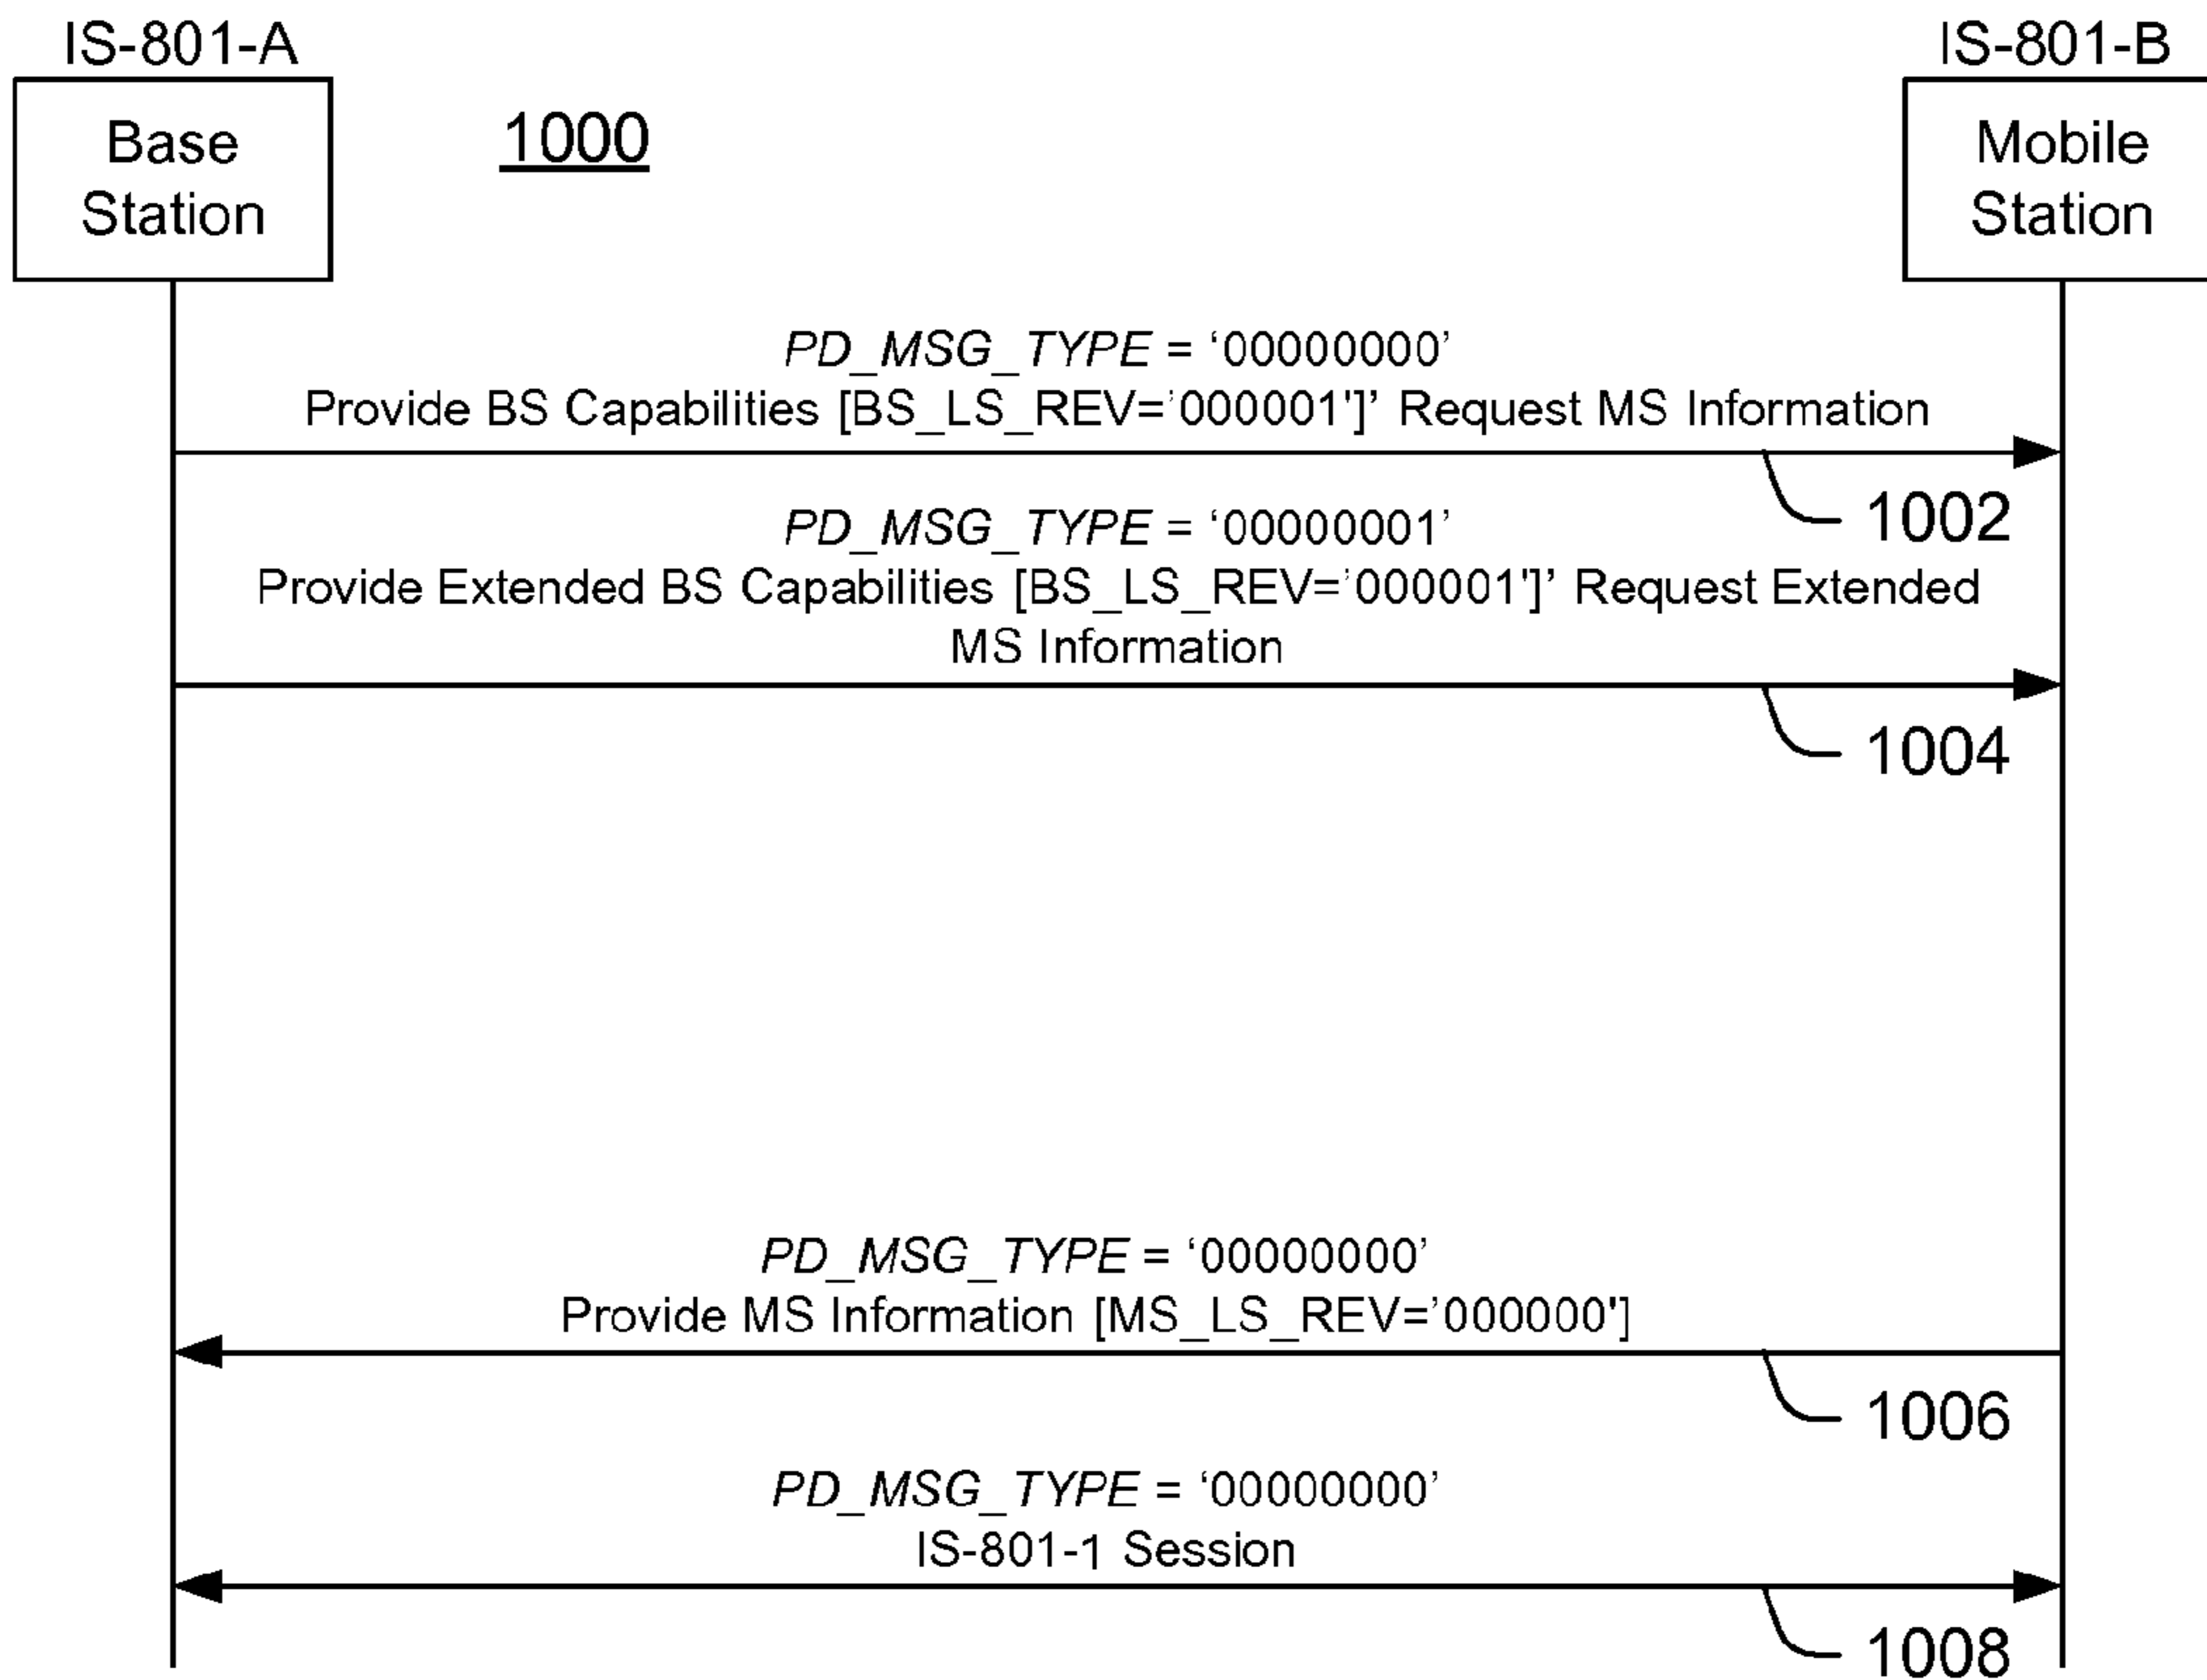 IS-801-A
IS-801-B
Base
Station
1000
Mobile
Station
PD_MSG_TYPE = ‘00000000’
Provide BS Capabilities [BS_LS_REV=’000001']’ Request MS Information
1002
PD_MSG_TYPE = ‘00000001’
Provide Extended BS Capabilities [BS_LS_REV=’000001']’ Request Extended
MS Information
1004
PD_MSG_TYPE = ‘00000000’
Provide MS Information [MS_LS_REV=’000000']
1006
PD_MSG_TYPE = ‘00000000’
IS-801-1 Session
1008